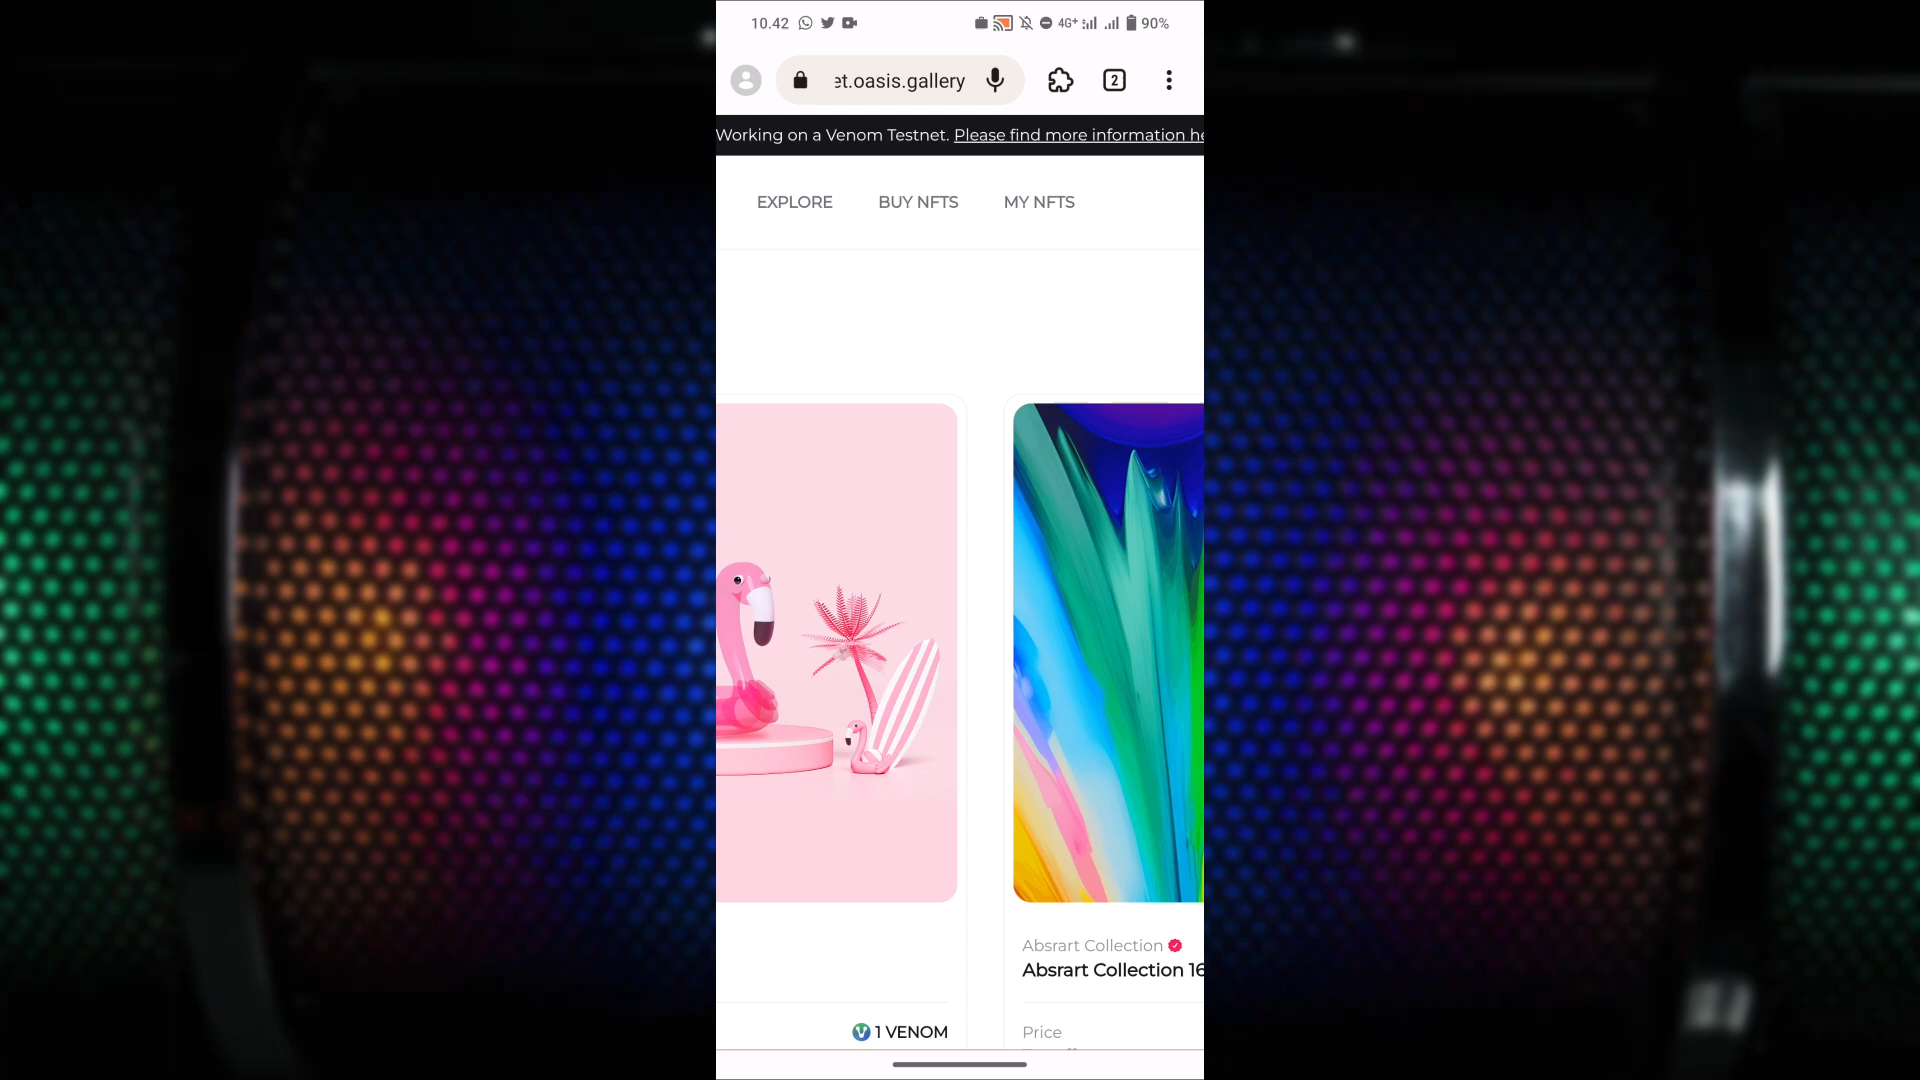 10.42
4G+
90%
et.oasis.gallery
2
Working on a Venom Testnet. Please find more information he
EXPLORE
BUY NFTS
MY NFTS
Absrart Collection
Absrart Collection 16
1 VENOM
Price